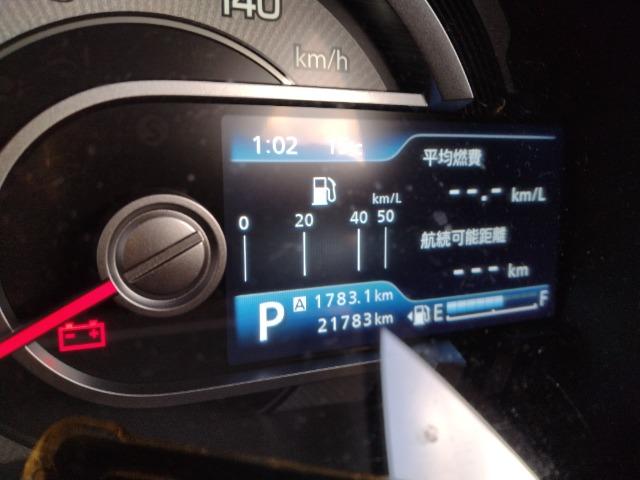 140
km/h
1:02
平均燃費
--.- km/L
km/L
0 20 40 50
航続可能距離
--- km
P
A 1783.1 km
21783 km
E F